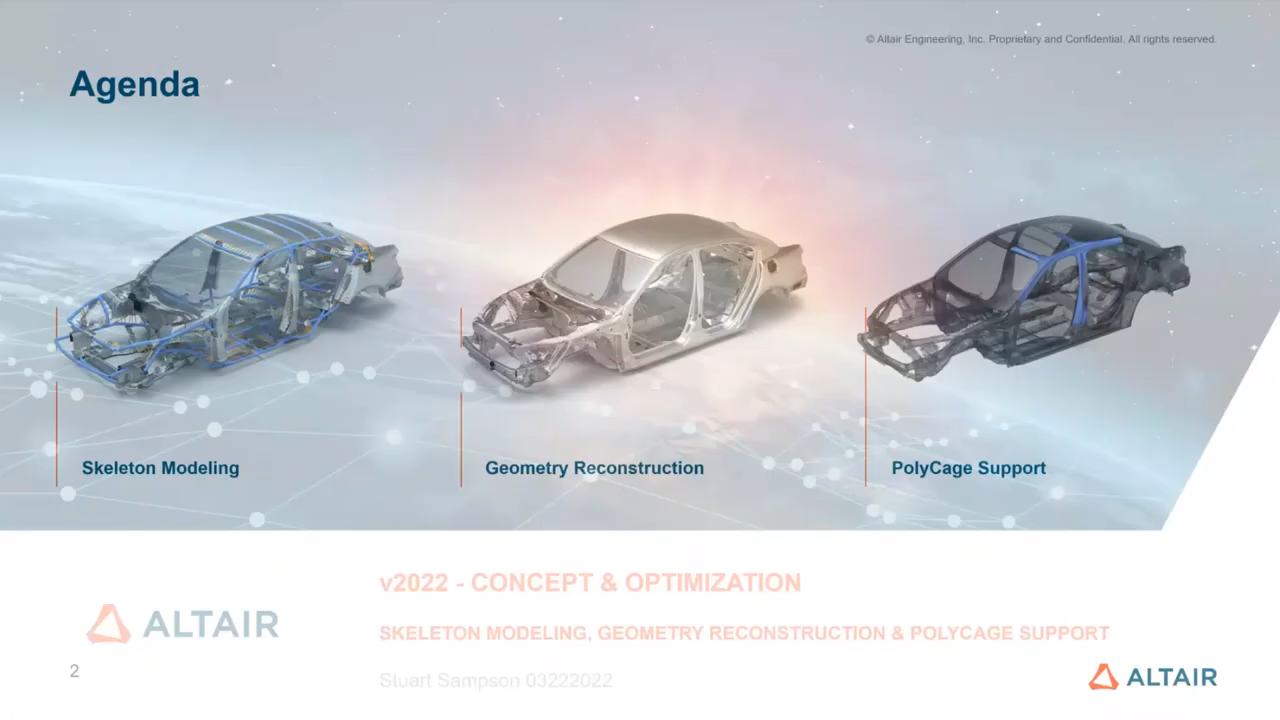 © Altair Engineering, Inc. Proprietary and Confidential. All rights reserved.
Agenda
Skeleton Modeling
Geometry Reconstruction
PolyCage Support
v2022 - CONCEPT & OPTIMIZATION
ALTAIR
SKELETON MODELING, GEOMETRY RECONSTRUCTION & POLYCAGE SUPPORT
2
Stuart Sampson 03222022
ALTAIR